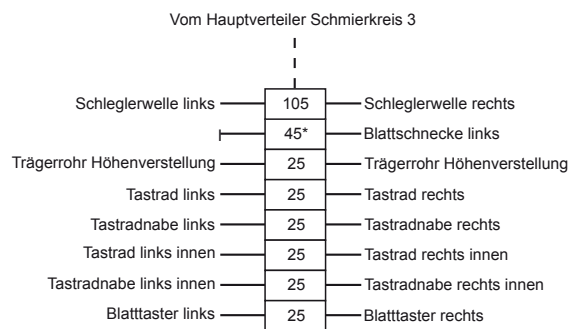 Vom Hauptverteiler Schmierkreis 3
Schleglerwelle links 105 Schleglerwelle rechts
45* Blattschnecke links
Trägerrohr Höhenverstellung 25 Trägerrohr Höhenverstellung
Tastrad links 25 Tastrad rechts
Tastradnabe links 25 Tastradnabe rechts
Tastrad links innen 25 Tastrad rechts innen
Tastradnabe links innen 25 Tastradnabe rechts innen
Blatttaster links 25 Blatttaster rechts